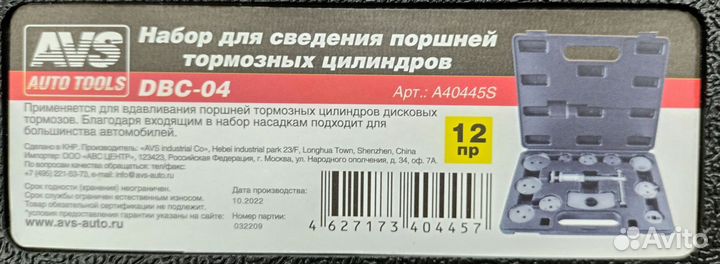 AVS
AUTO TOOLS
Набор для сведения поршней
тормозных цилиндров
DBC-04
Арт.: A40445S
Применяется для вдавливания поршней тормозных цилиндров дисковых
тормозов. Благодаря входящим в набор насадкам подходит для
большинства автомобилей.
12
пр
Сделано в КНР. Произведено: «AVS Industrial Co», Hebei industrial park 23/F, Longhua Town, Shenzhen, China
Импортер ООО «АВС ЦЕНТР», 123423, Российская Федерация, г. Москва, ул. Народного ополчения, д. 34, оф. 7А.
По вопросам качества обращаться: тел/факс:
+7 (495) 221-63-73, e-mail: info@avs-auto.ru
Срок годности (хранения) неограничен.
Срок службы ограничен естественным износом.
Товар обязательной сертификации не подлежит.
Условия предоставления гарантии указаны на сайте:
www.avs-auto.ru
Дата производства:
10.2022
Номер партии:
032209
4 627173 404457
Avito